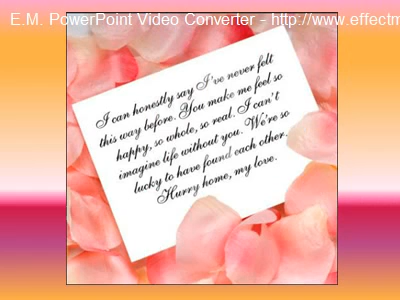 E.M. PowerPoint Video Converter - http://www.effectm
I can honestly say I've never felt
this way before. You make me feel so
happy, so whole, so real. I can't
imagine life without you. We're so
lucky to have found each other.
Hurry home, my love.